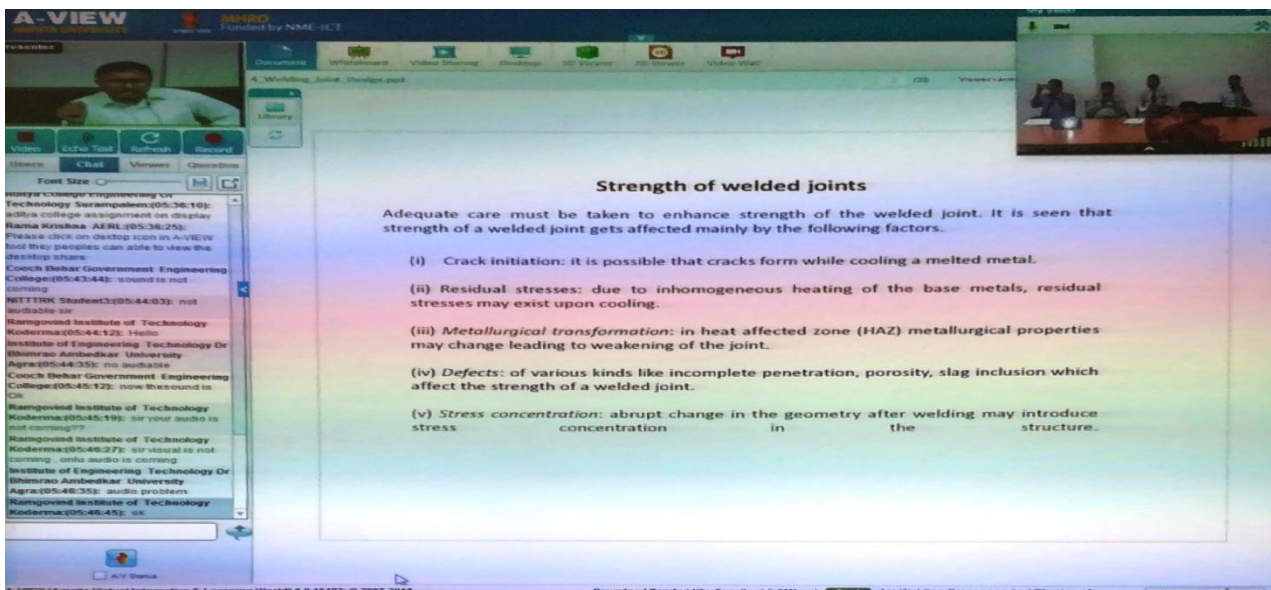 A-VIEW
AMRITA UNIVERSITY
MHRD
Funded by NME-ICT
Document
Whiteboard
Video Sharing
Desktop
3D Viewer
2D Viewer
Video Wall
4_Welding_Joint_Design.ppt
Library
Video
Echo Test
Refresh
Record
Users
Chat
Viewer
Question
Font Size
Technology Surampalem:(05:36:10):
aditya college assignment on display
Rama Krishna AERL:(05:36:25):
Please click on destop icon in A-VIEW
tool they peoples can able to view the
desktop share
Cooch Behar Government Engineering
College:(05:43:44): sound is not
coming
NITTTRK Student3:(05:44:03): not
audiable sir
Ramgovind Institute of Technology
Koderma:(05:44:12): Hello
Institute of Engineering Technology Dr
Bhimrao Ambedkar University
Agra:(05:44:35): no audiable
Cooch Behar Government Engineering
College:(05:45:12): now thesound is
OK
Ramgovind Institute of Technology
Koderma:(05:45:19): sir your audio is
not coming??
Ramgovind Institute of Technology
Koderma:(05:46:27): sir visual is not
coming , onlu audio is coming
Institute of Engineering Technology Dr
Bhimrao Ambedkar University
Agra:(05:46:35): audio problem
Ramgovind Institute of Technology
Koderma:(05:46:45): ok
A/V Status
Strength of welded joints
Adequate care must be taken to enhance strength of the welded joint. It is seen that
strength of a welded joint gets affected mainly by the following factors.
(i) Crack initiation: it is possible that cracks form while cooling a melted metal.
(ii) Residual stresses: due to inhomogeneous heating of the base metals, residual
stresses may exist upon cooling.
(iii) Metallurgical transformation: in heat affected zone (HAZ) metallurgical properties
may change leading to weakening of the joint.
(iv) Defects: of various kinds like incomplete penetration, porosity, slag inclusion which
affect the strength of a welded joint.
(v) Stress concentration: abrupt change in the geometry after welding may introduce
stress concentration in the structure.